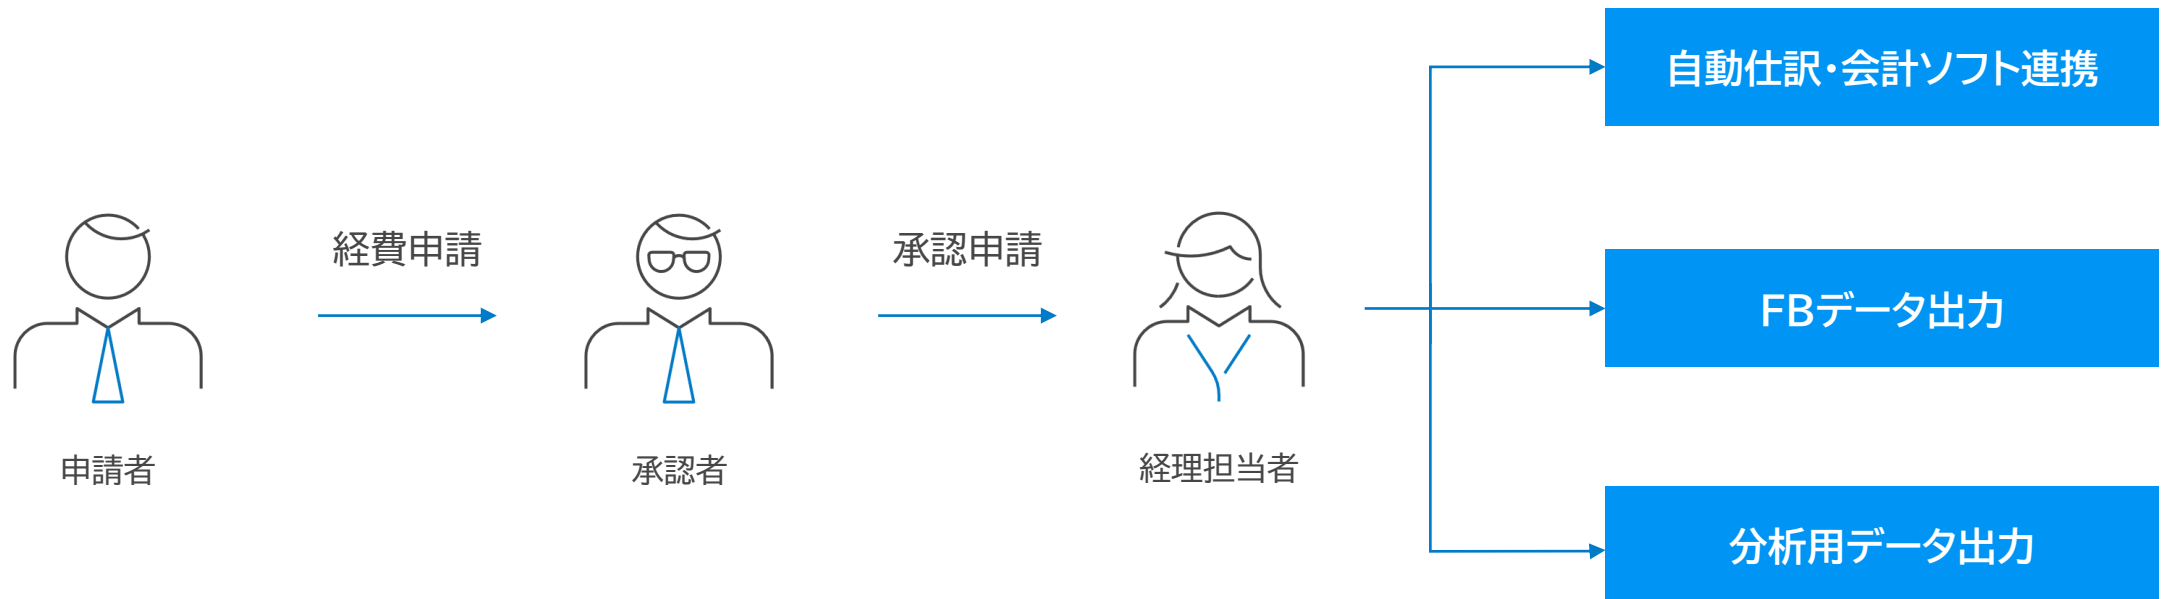 経費申請
承認申請
申請者
承認者
経理担当者
自動仕訳・会計ソフト連携
FBデータ出力
分析用データ出力